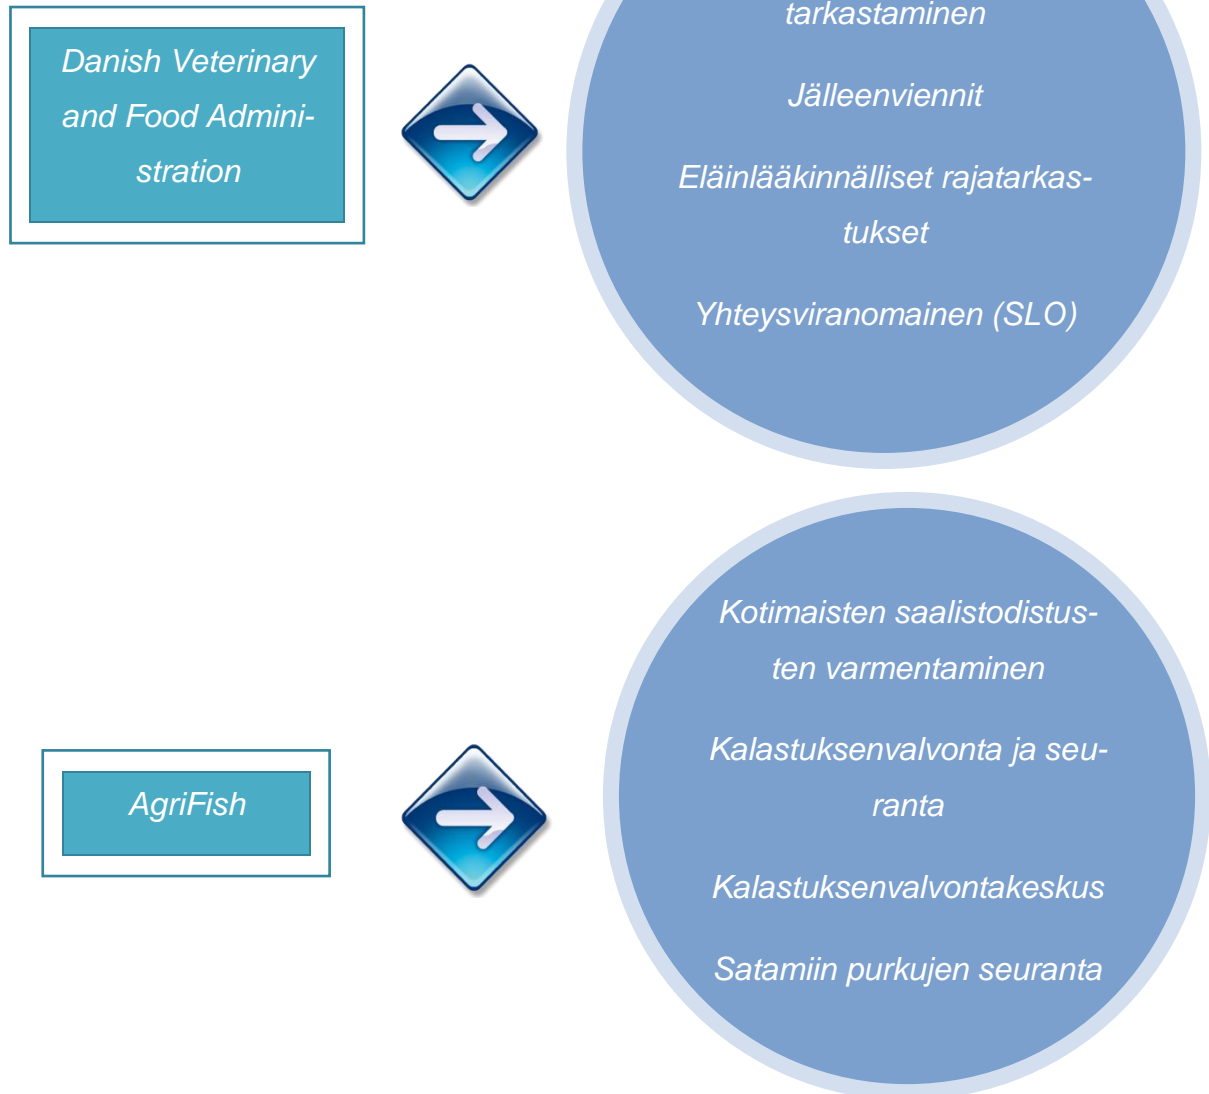 Danish Veterinary
and Food Admini-
stration
tarkastaminen
Jälleenviennit
Eläinlääkinnälliset rajatarkas-
tukset
Yhteysviranomainen (SLO)
AgriFish
Kotimaisten saalistodistus-
ten varmentaminen
Kalastuksenvalvonta ja seu-
ranta
Kalastuksenvalvontakeskus
Satamiin purkujen seuranta